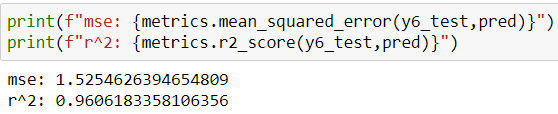 print(f"mse: {metrics.mean_squared_error(y6_test,pred)}")
print(f"r^2: {metrics.r2_score(y6_test,pred)}")
mse: 1.5254626394654809
r^2: 0.9606183358106356